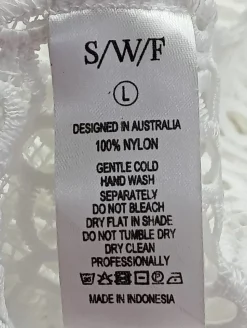 S/W/F
L
DESIGNED IN AUSTRALIA
100% NYLON
GENTLE COLD
HAND WASH
SEPARATELY
DO NOT BLEACH
DRY FLAT IN SHADE
DO NOT TUMBLE DRY
DRY CLEAN
PROFESSIONALLY
MADE IN INDONESIA